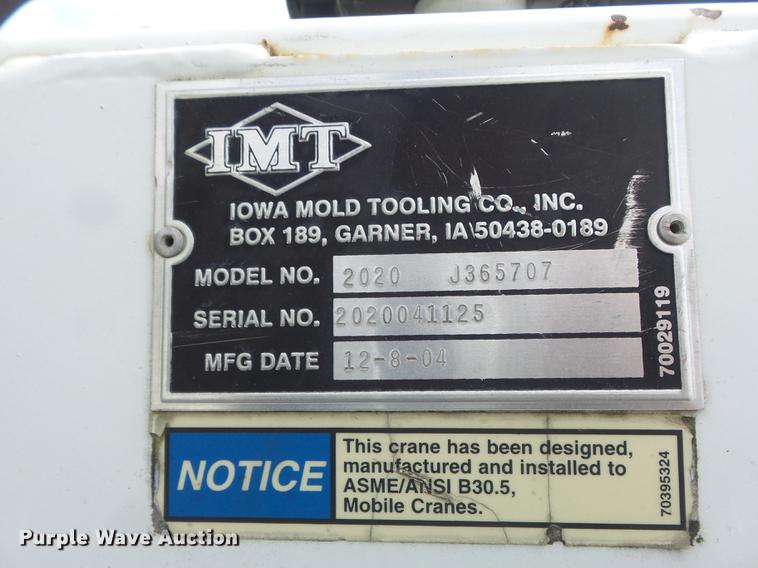 IMT
IOWA MOLD TOOLING CO., INC.
BOX 189, GARNER, IA 50438-0189
MODEL NO. 2020 J365707
SERIAL NO. 2020041125
MFG DATE 12-8-04
70029119
NOTICE
This crane has been designed,
manufactured and installed to
ASME/ANSI B30.5,
Mobile Cranes.
70395324
Purple Wave Auction